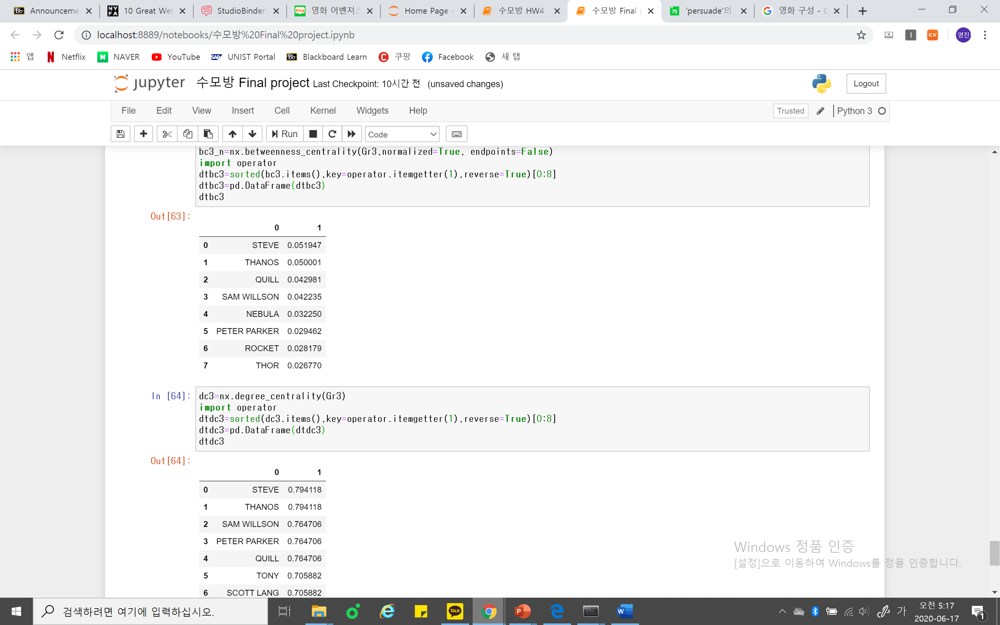 Announceme
10 Great Wel
StudioBinder
영화 어벤져스
Home Page -
수모방 HW4
수모방 Final p
'persuade'의
영화 구성 - G
localhost:8889/notebooks/수모방%20Final%20project.ipynb
영진
앱
Netflix
NAVER
YouTube
UNIST Portal
Blackboard Learn
쿠팡
Facebook
새 탭
jupyter 수모방 Final project Last Checkpoint: 10시간 전 (unsaved changes)
Logout
File Edit View Insert Cell Kernel Widgets Help
Trusted
Python 3
Run
Code
bc3_n=nx.betweenness_centrality(Gr3,normalized=True, endpoints=False)
import operator
dtbc3=sorted(bc3.items(),key=operator.itemgetter(1),reverse=True)[0:8]
dtbc3=pd.DataFrame(dtbc3)
dtbc3
Out[63]:
0 1
0 STEVE 0.051947
1 THANOS 0.050001
2 QUILL 0.042981
3 SAM WILLSON 0.042235
4 NEBULA 0.032250
5 PETER PARKER 0.029462
6 ROCKET 0.028179
7 THOR 0.026770
In [64]:
dc3=nx.degree_centrality(Gr3)
import operator
dtdc3=sorted(dc3.items(),key=operator.itemgetter(1),reverse=True)[0:8]
dtdc3=pd.DataFrame(dtdc3)
dtdc3
Out[64]:
0 1
0 STEVE 0.794118
1 THANOS 0.794118
2 SAM WILLSON 0.764706
3 PETER PARKER 0.764706
4 QUILL 0.764706
5 TONY 0.705882
6 SCOTT LANG 0.705882
Windows 정품 인증
[설정]으로 이동하여 Windows를 정품 인증합니다.
검색하려면 여기에 입력하십시오.
TALK
가
오전 5:17
2020-06-17
1